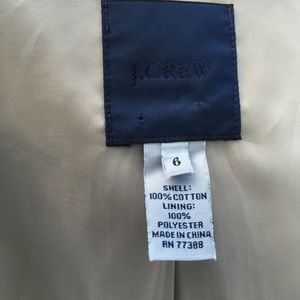 J.CREW
6
SHELL:
100% COTTON
LINING:
100%
POLYESTER
MADE IN CHINA
RN 77388